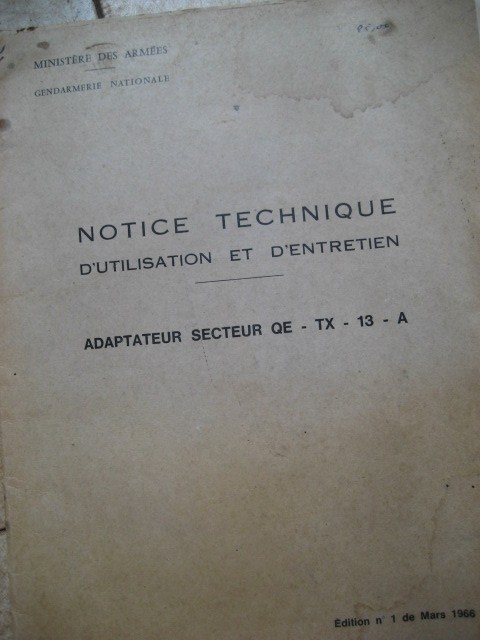 MINISTÈRE DES ARMÉES
GENDARMERIE NATIONALE
NOTICE TECHNIQUE
D'UTILISATION ET D'ENTRETIEN
ADAPTATEUR SECTEUR QE - TX - 13 - A
Édition n° 1 de Mars 1966